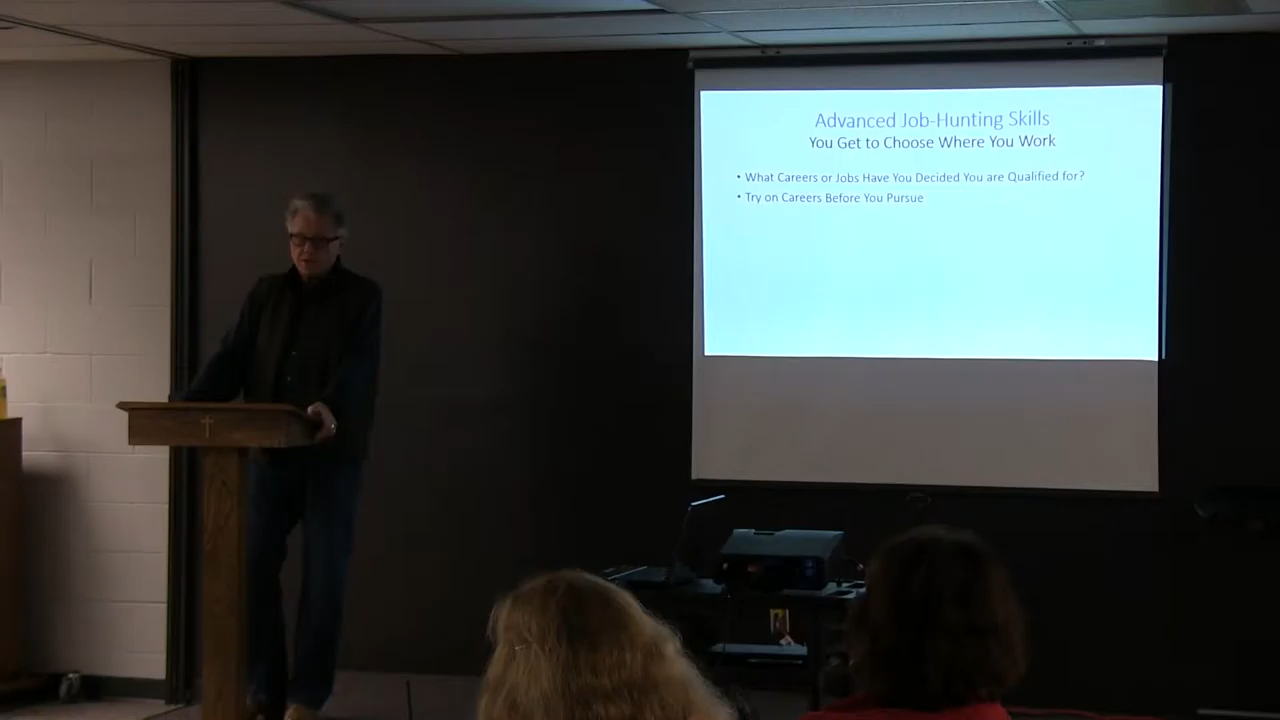 Advanced Job-Hunting Skills
You Get to Choose Where You Work
• What Careers or Jobs Have You Decided You are Qualified for?
• Try on Careers Before You Pursue